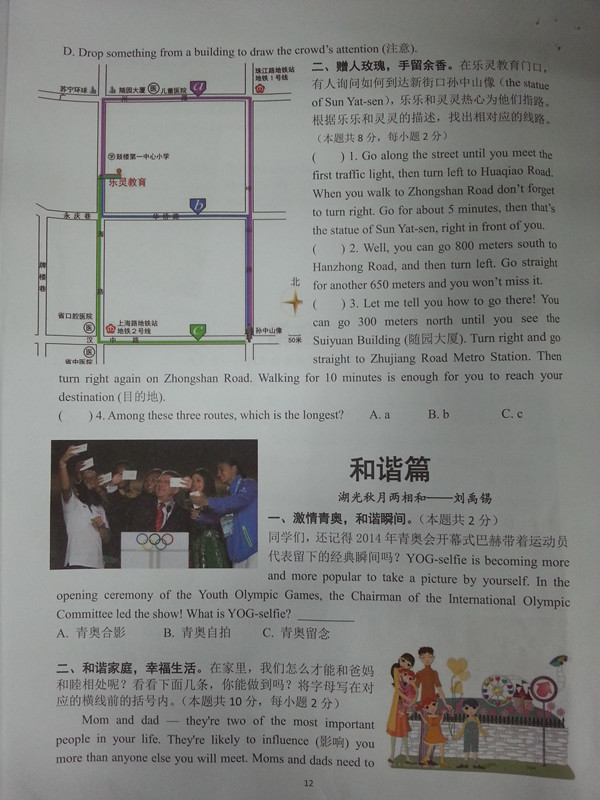 D. Drop something from a building to draw the crowd's attention (注意).
苏宁环球
随园大厦
医
儿童医院
珠江路地铁站
地铁1号线
广
州
路
a
鼓楼第一中心小学
乐灵教育
永庆巷
华侨路
b
上
海
路
中
山
路
牌楼巷
北
省口腔医院
医
上海路地铁站
地铁2号线
c
孙中山像
50米
汉
中
路
医
省中医院
二、赠人玫瑰，手留余香。在乐灵教育门口，
有人询问如何到达新街口孙中山像（the statue
of Sun Yat-sen），乐乐和灵灵热心为他们指路。
根据乐乐和灵灵的描述，找出相对应的线路。
（本题共 8 分，每小题 2 分）
( ) 1. Go along the street until you meet the
first traffic light, then turn left to Huaqiao Road.
When you walk to Zhongshan Road don't forget
to turn right. Go for about 5 minutes, then that's
the statue of Sun Yat-sen, right in front of you.
( ) 2. Well, you can go 800 meters south to
Hanzhong Road, and then turn left. Go straight
for another 650 meters and you won't miss it.
( ) 3. Let me tell you how to go there! You
can go 300 meters north until you see the
Suiyuan Building (随园大厦). Turn right and go
straight to Zhujiang Road Metro Station. Then
turn right again on Zhongshan Road. Walking for 10 minutes is enough for you to reach your
destination (目的地).
( ) 4. Among these three routes, which is the longest? A. a B. b C. c
和谐篇
湖光秋月两相和——刘禹锡
一、激情青奥，和谐瞬间。（本题共 2 分）
同学们，还记得 2014 年青奥会开幕式巴赫带着运动员
代表留下的经典瞬间吗？YOG-selfie is becoming more
and more popular to take a picture by yourself. In the
opening ceremony of the Youth Olympic Games, the Chairman of the International Olympic
Committee led the show! What is YOG-selfie? __________
A. 青奥合影 B. 青奥自拍 C. 青奥留念
二、和谐家庭，幸福生活。在家里，我们怎么才能和爸妈
和睦相处呢？看看下面几条，你能做到吗？将字母写在对
应的横线前的括号内。（本题共 10 分，每小题 2 分）
Mom and dad — they're two of the most important
people in your life. They're likely to influence (影响) you
more than anyone else you will meet. Moms and dads need to
12